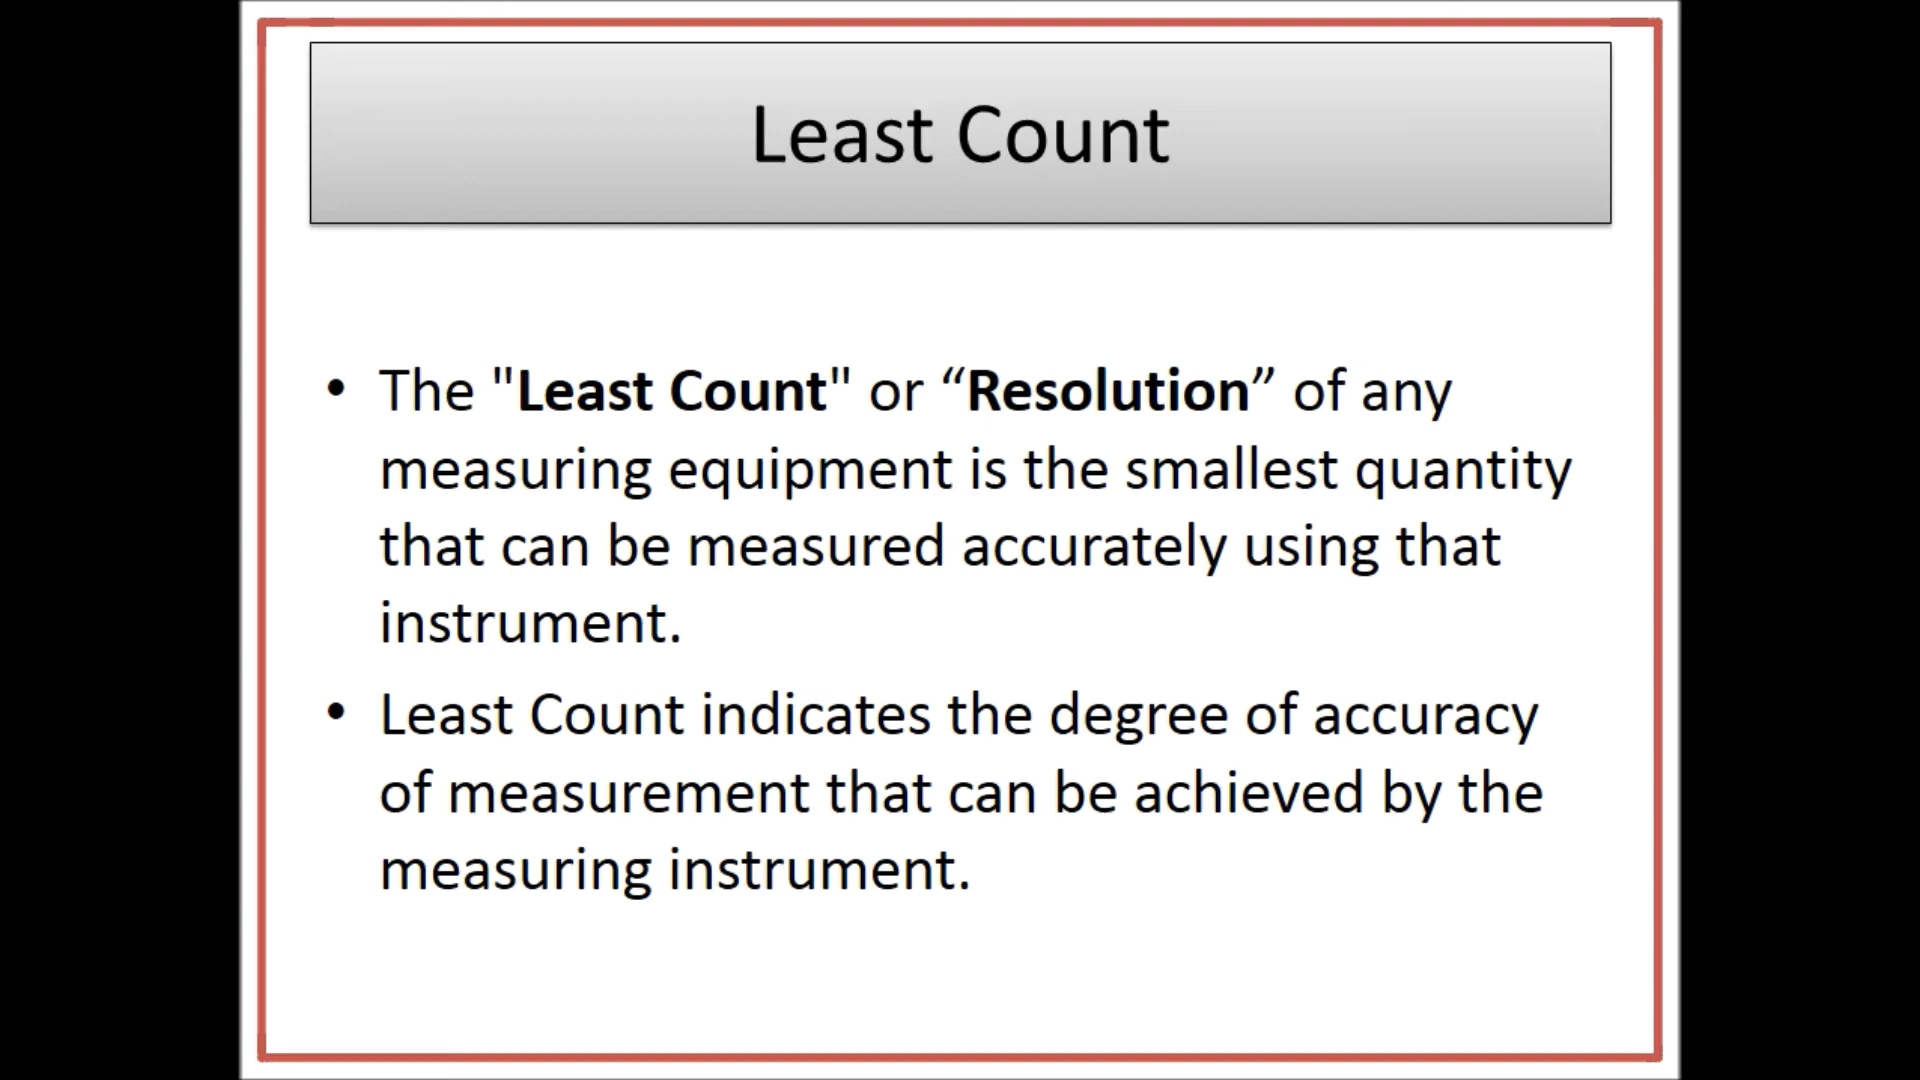 Least Count
• The "Least Count" or “Resolution” of any
measuring equipment is the smallest quantity
that can be measured accurately using that
instrument.
• Least Count indicates the degree of accuracy
of measurement that can be achieved by the
measuring instrument.